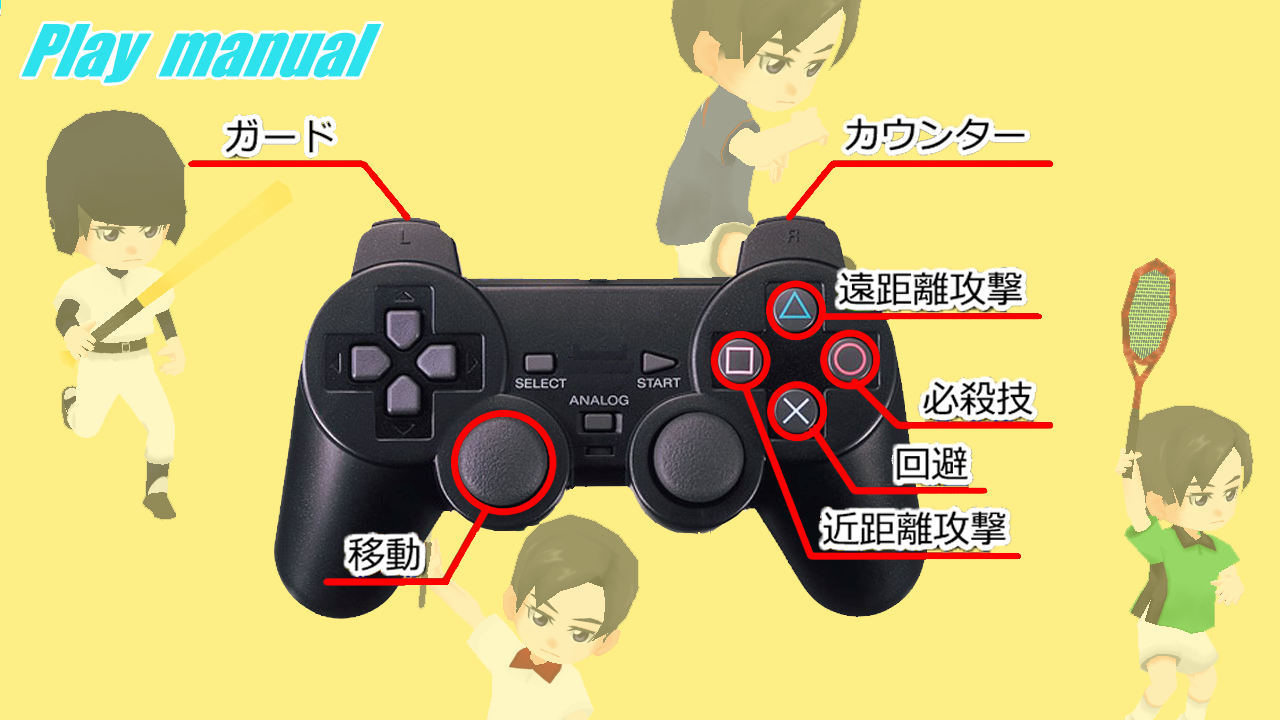 Play manual
ガード
カウンター
L
R
遠距離攻撃
SELECT
START
ANALOG
必殺技
回避
近距離攻撃
移動